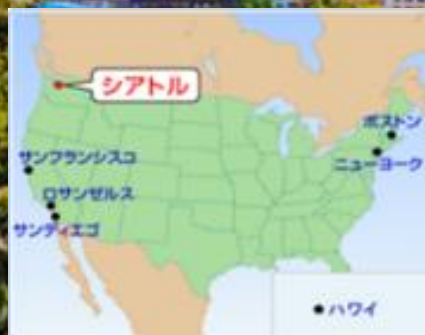 シアトル
ボストン
サンフランシスコ
ニューヨーク
ロサンゼルス
サンディエゴ
ハワイ